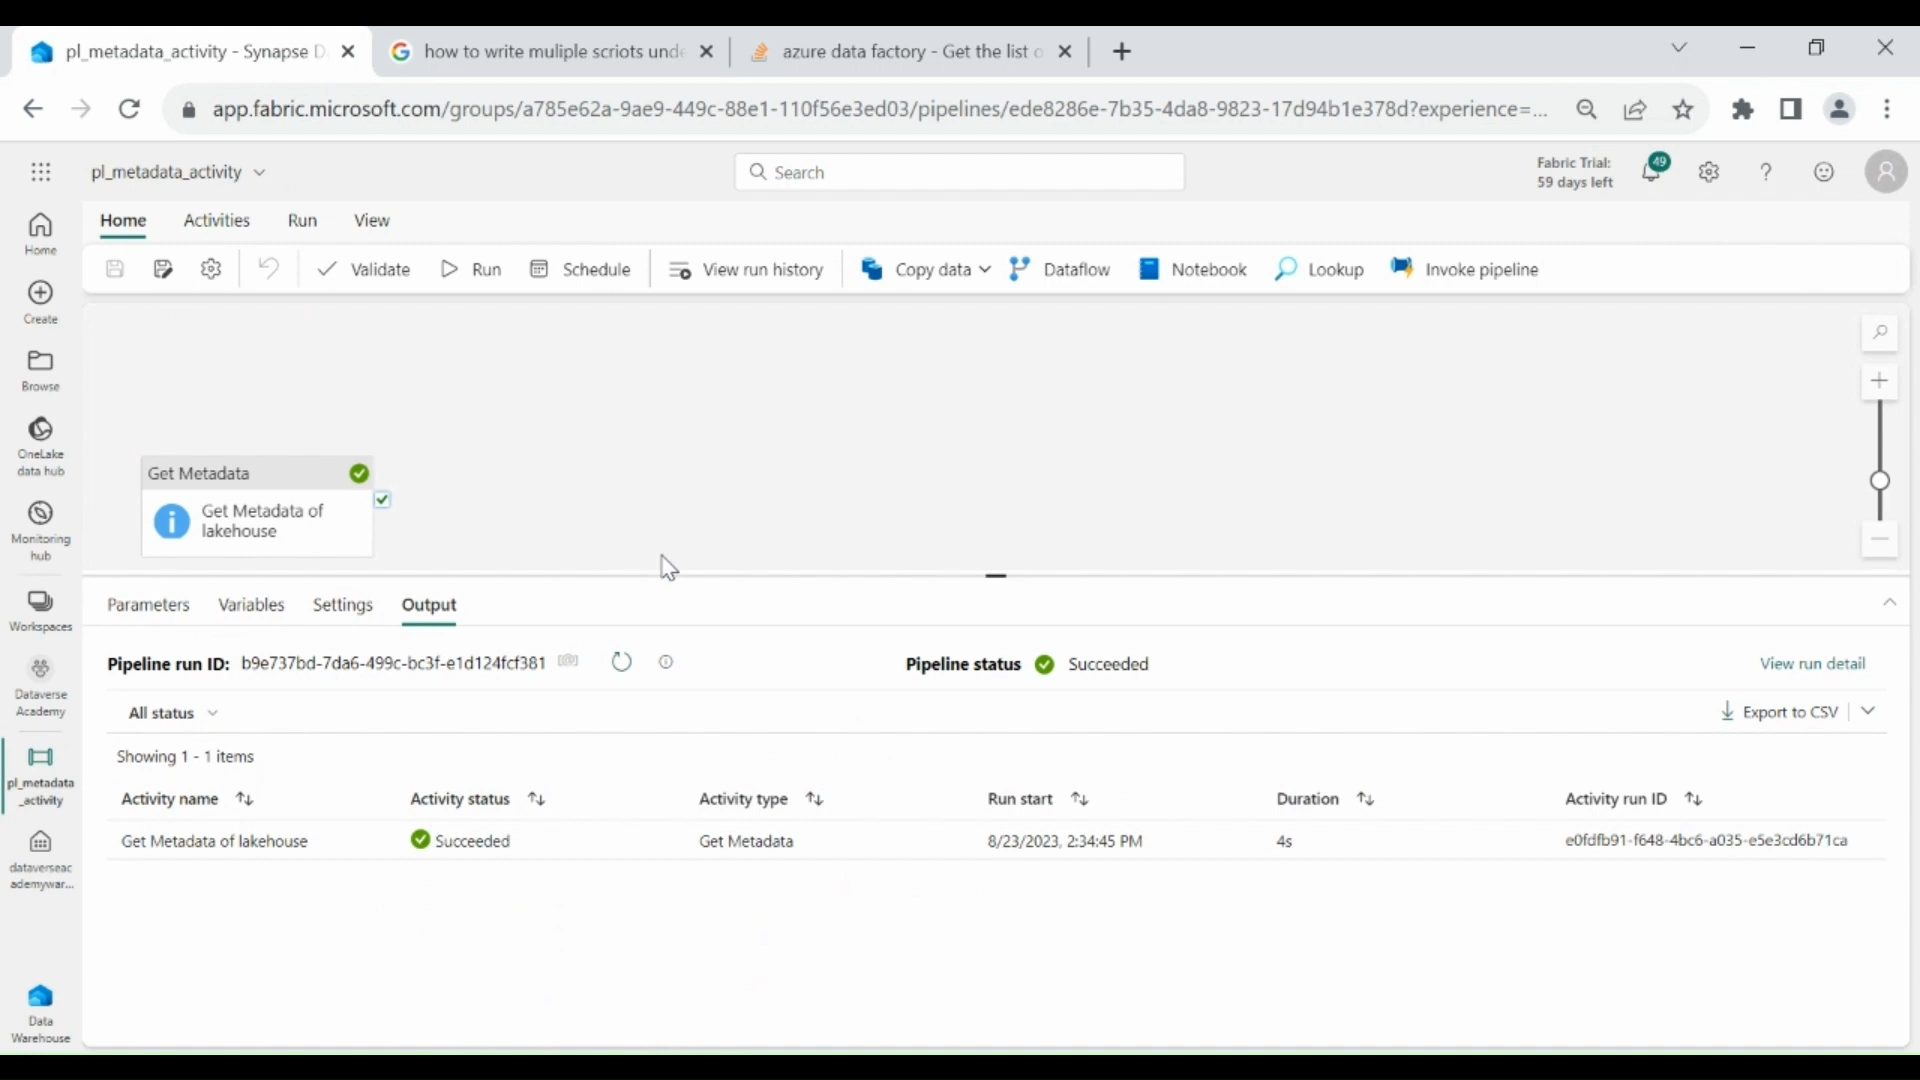 pl_metadata_activity - Synapse D
how to write muliple scriots unde
azure data factory - Get the list o
app.fabric.microsoft.com/groups/a785e62a-9ae9-449c-88e1-110f56e3ed03/pipelines/ede8286e-7b35-4da8-9823-17d94b1e378d?experience=...
pl_metadata_activity
Search
Fabric Trial:
59 days left
49
Home
Activities
Run
View
Validate
Run
Schedule
View run history
Copy data
Dataflow
Notebook
Lookup
Invoke pipeline
Home
Create
Browse
OneLake
data hub
Monitoring
hub
Workspaces
Dataverse
Academy
pl_metadata
_activity
dataverseac
ademywar...
Data
Warehouse
Get Metadata
Get Metadata of
lakehouse
Parameters
Variables
Settings
Output
Pipeline run ID: b9e737bd-7da6-499c-bc3f-e1d124fcf381
Pipeline status
Succeeded
View run detail
All status
Export to CSV
Showing 1 - 1 items
Activity name
Activity status
Activity type
Run start
Duration
Activity run ID
Get Metadata of lakehouse
Succeeded
Get Metadata
8/23/2023, 2:34:45 PM
4s
e0fdfb91-f648-4bc6-a035-e5e3cd6b71ca